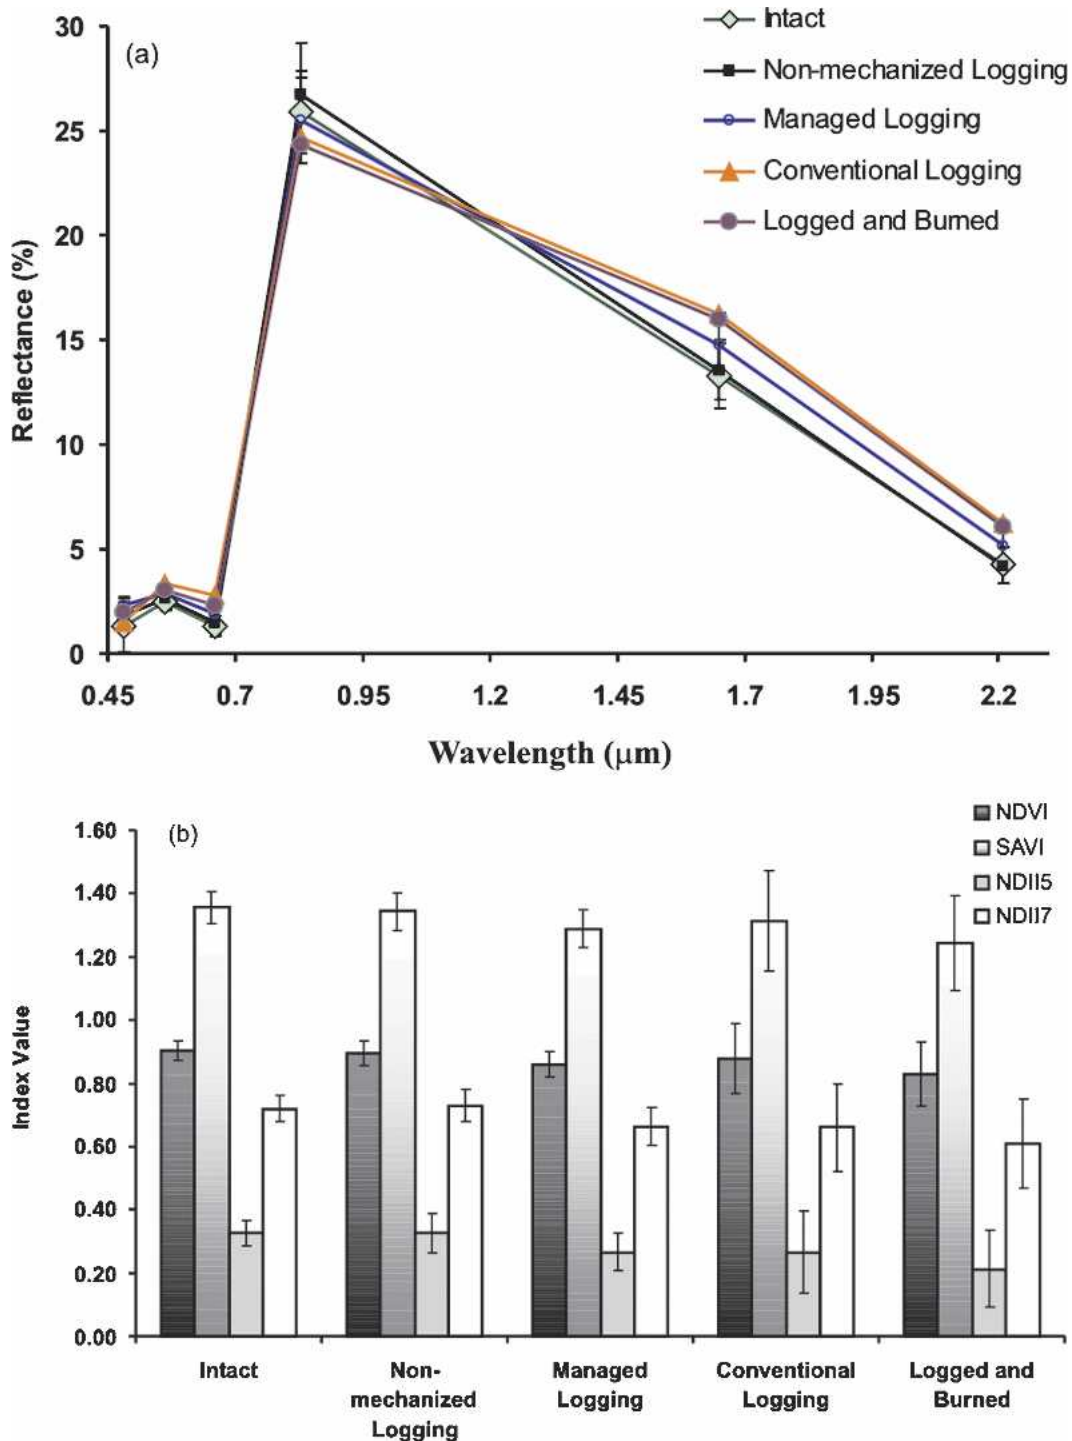 (a)
Intact
Non-mechanized Logging
Managed Logging
Conventional Logging
Logged and Burned
30
25
20
15
10
5
0
Reflectance (%)
0.45 0.7 0.95 1.2 1.45 1.7 1.95 2.2
Wavelength (μm)
(b)
NDVI
SAVI
NDII5
NDII7
1.60
1.40
1.20
1.00
0.80
0.60
0.40
0.20
0.00
Index Value
Intact
Non-
mechanized
Logging
Managed
Logging
Conventional
Logging
Logged and
Burned